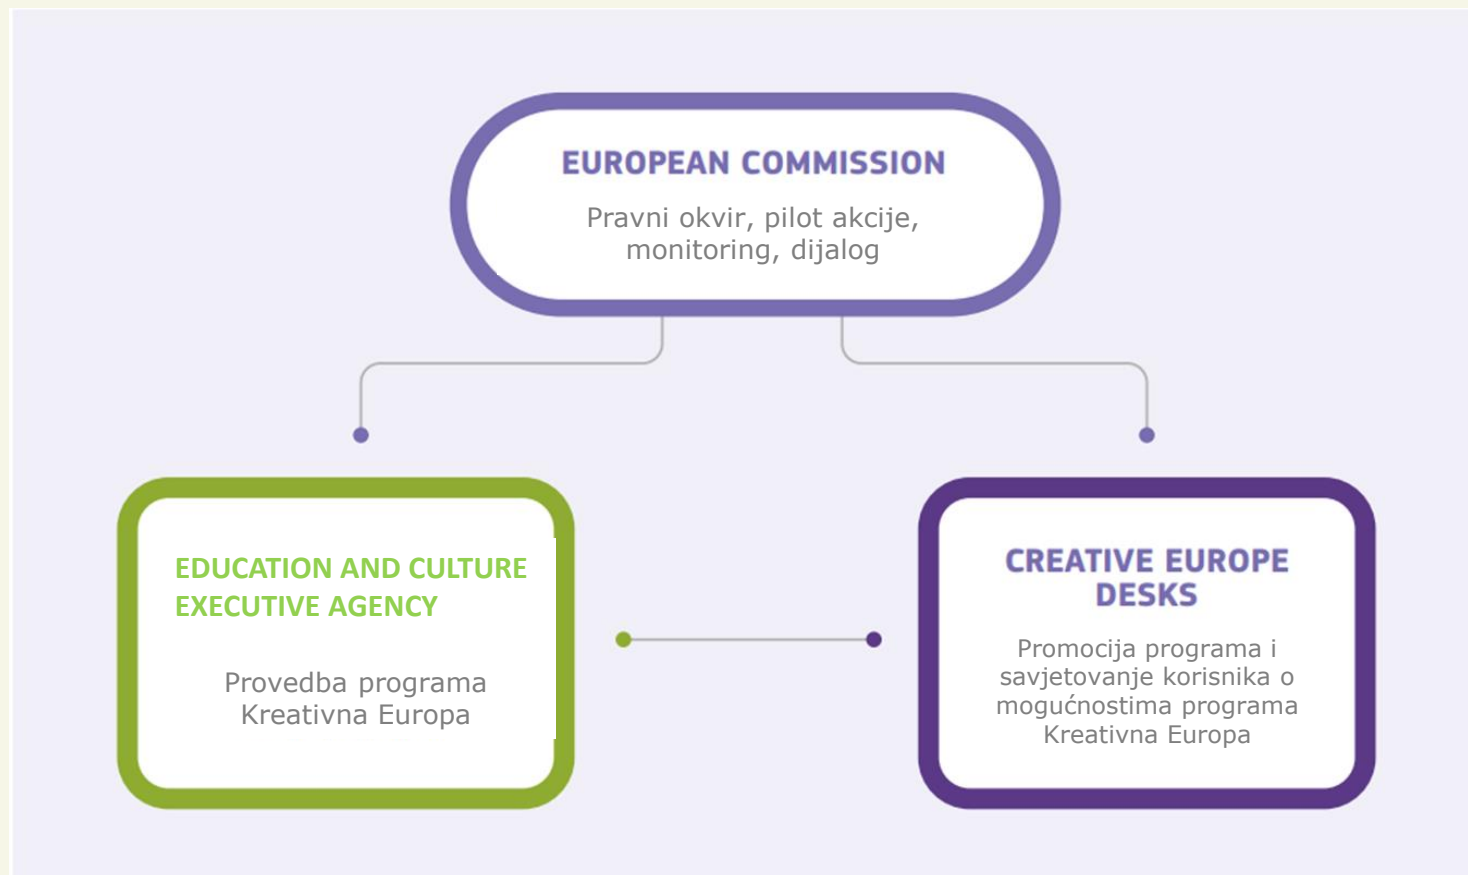 EUROPEAN COMMISSION
Pravni okvir, pilot akcije,
monitoring, dijalog
EDUCATION AND CULTURE
EXECUTIVE AGENCY
Provedba programa
Kreativna Europa
CREATIVE EUROPE
DESKS
Promocija programa i
savjetovanje korisnika o
mogućnostima programa
Kreativna Europa